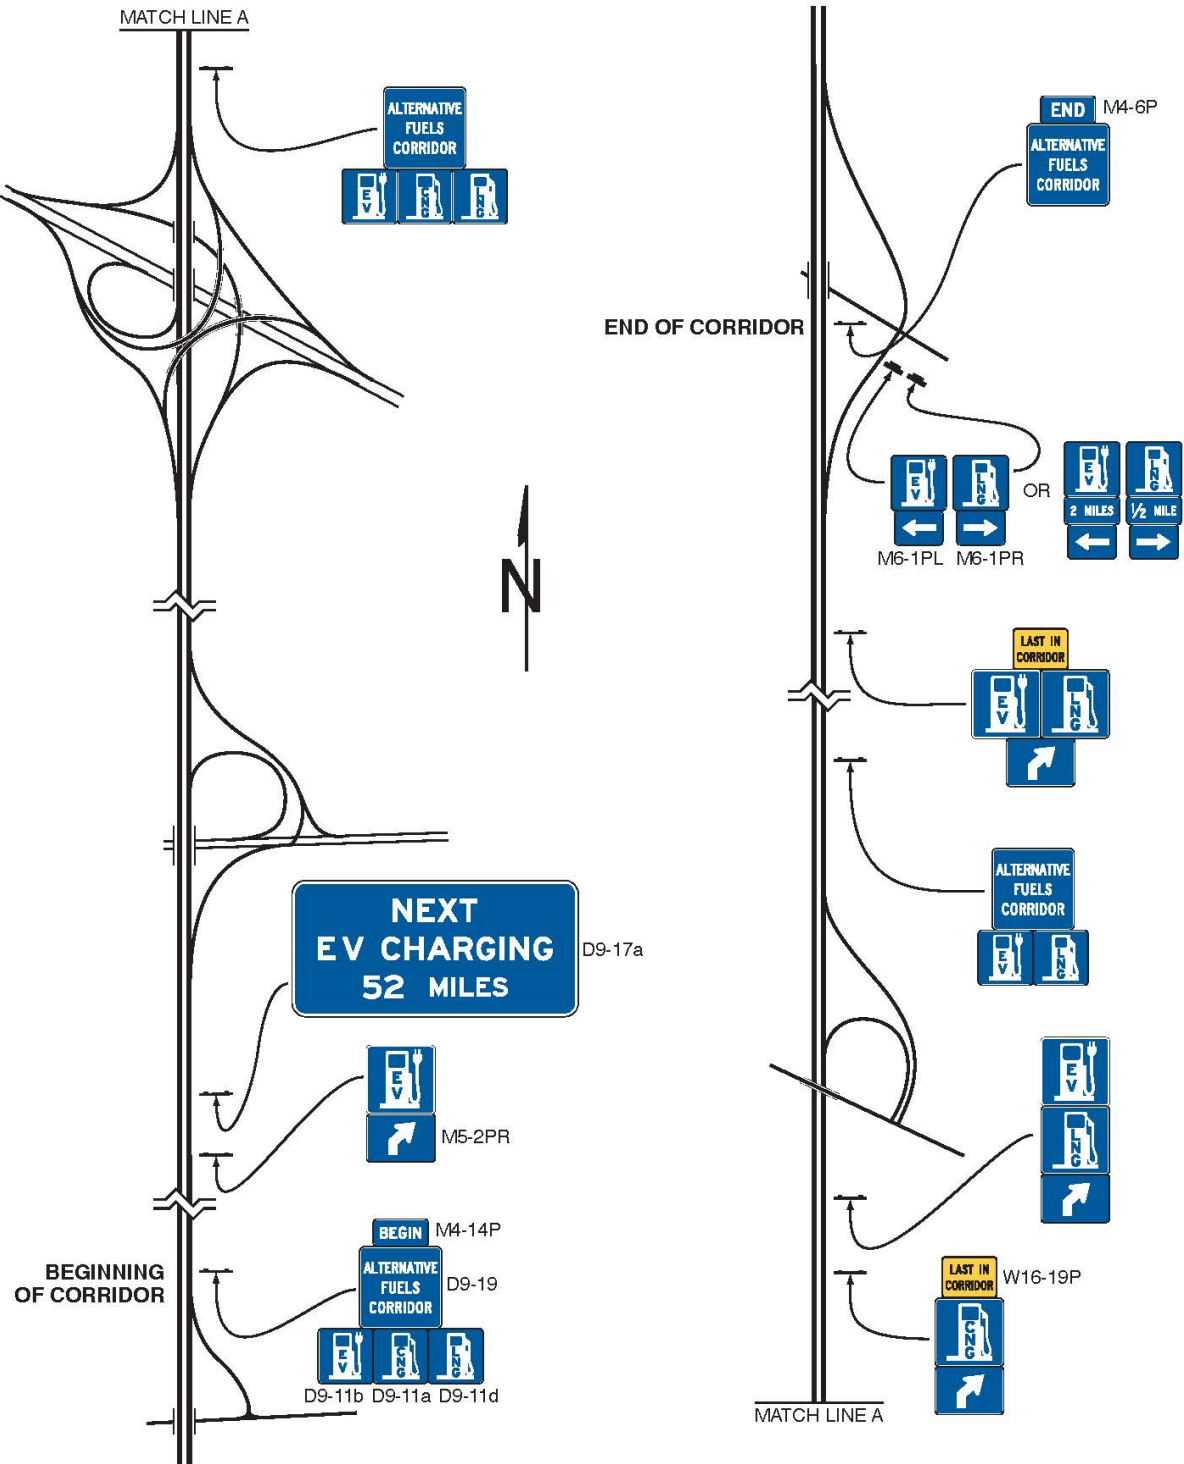 MATCH LINE A
ALTERNATIVE
FUELS
CORRIDOR
EV
CNG
LNG
N
NEXT
EV CHARGING
52 MILES
D9-17a
EV
M5-2PR
BEGINNING
OF CORRIDOR
BEGIN
M4-14P
ALTERNATIVE
FUELS
CORRIDOR
D9-19
EV
CNG
LNG
D9-11b D9-11a D9-11d
END
M4-6P
ALTERNATIVE
FUELS
CORRIDOR
END OF CORRIDOR
EV
LNG
OR
EV
LNG
2 MILES
1/2 MILE
M6-1PL M6-1PR
LAST IN
CORRIDOR
EV
LNG
ALTERNATIVE
FUELS
CORRIDOR
EV
LNG
EV
LNG
LAST IN
CORRIDOR
W16-19P
CNG
MATCH LINE A